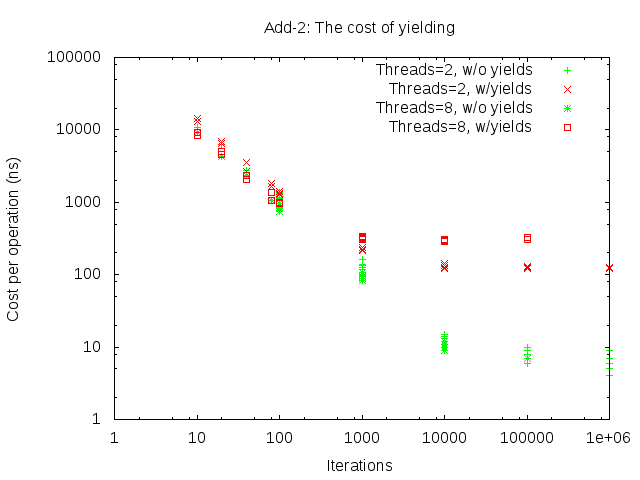 Add-2: The cost of yielding
100000
10000
1000
100
10
1
Cost per operation (ns)
Threads=2, w/o yields
Threads=2, w/yields
Threads=8, w/o yields
Threads=8, w/yields
1 10 100 1000 10000 100000 1e+06
Iterations